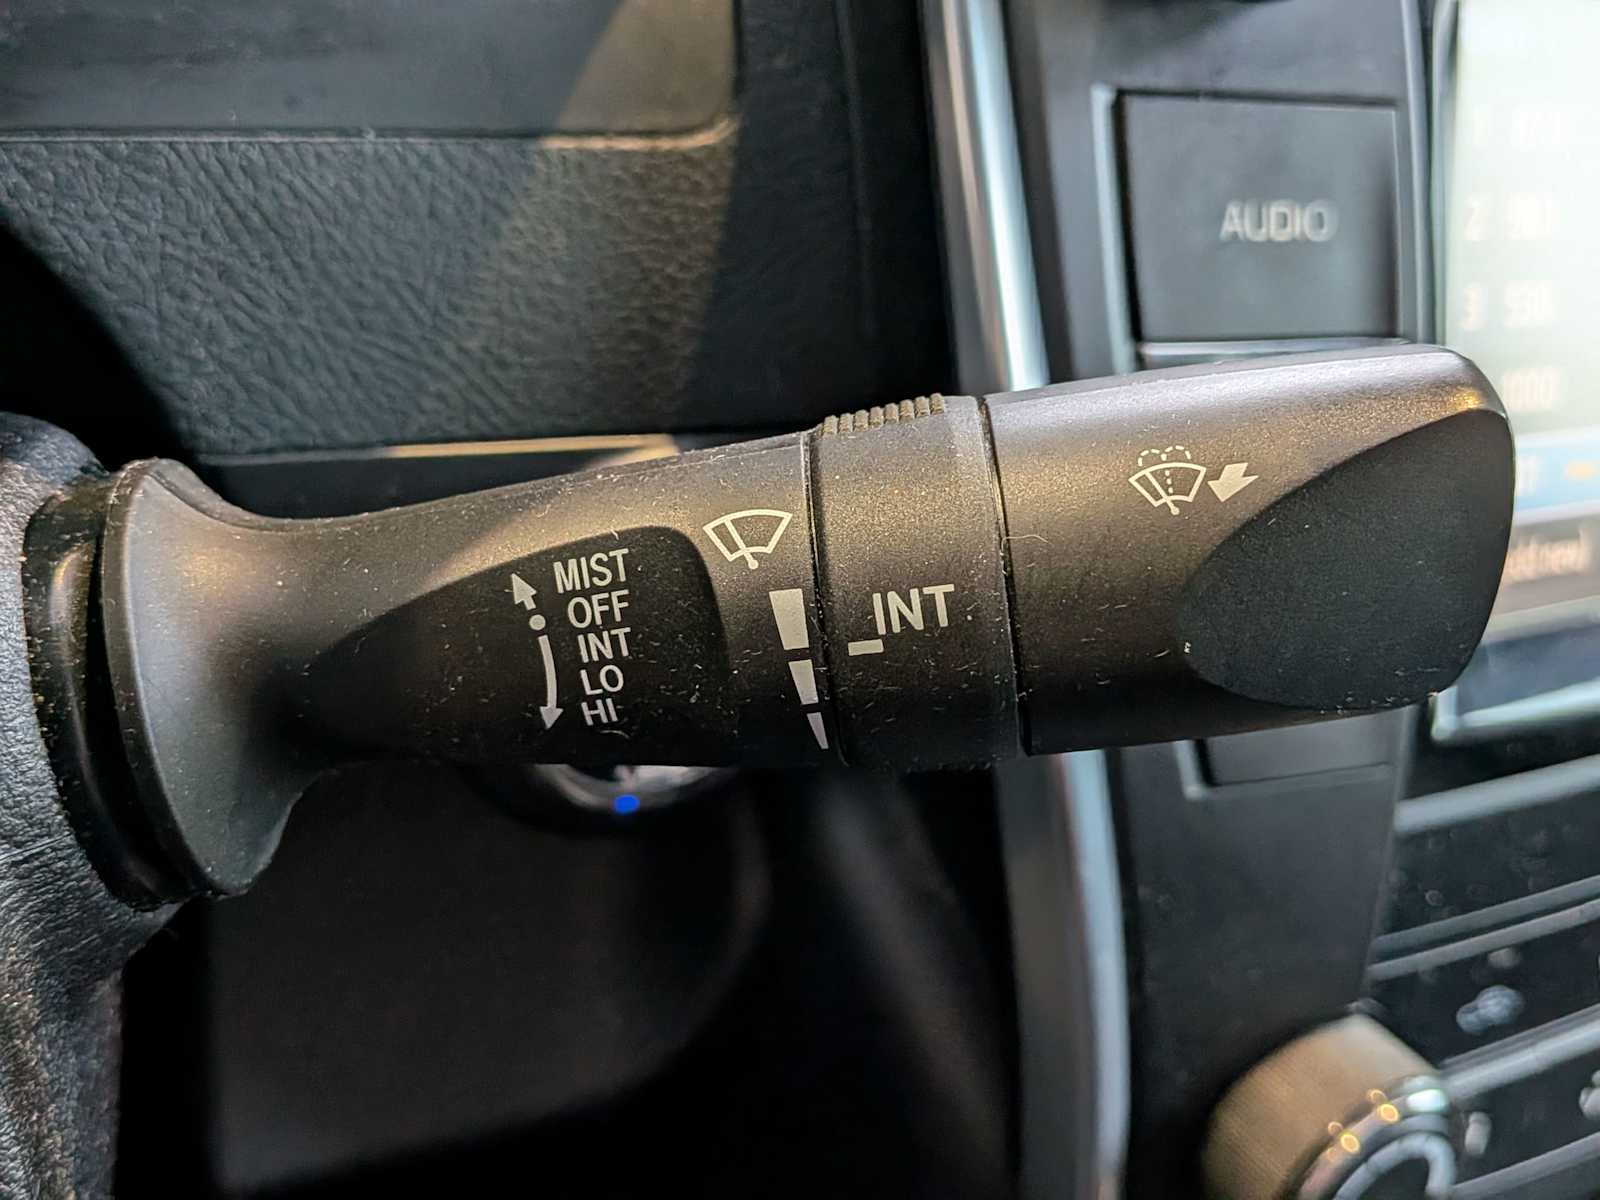 AUDIO
MIST
OFF
INT
LO
HI
INT